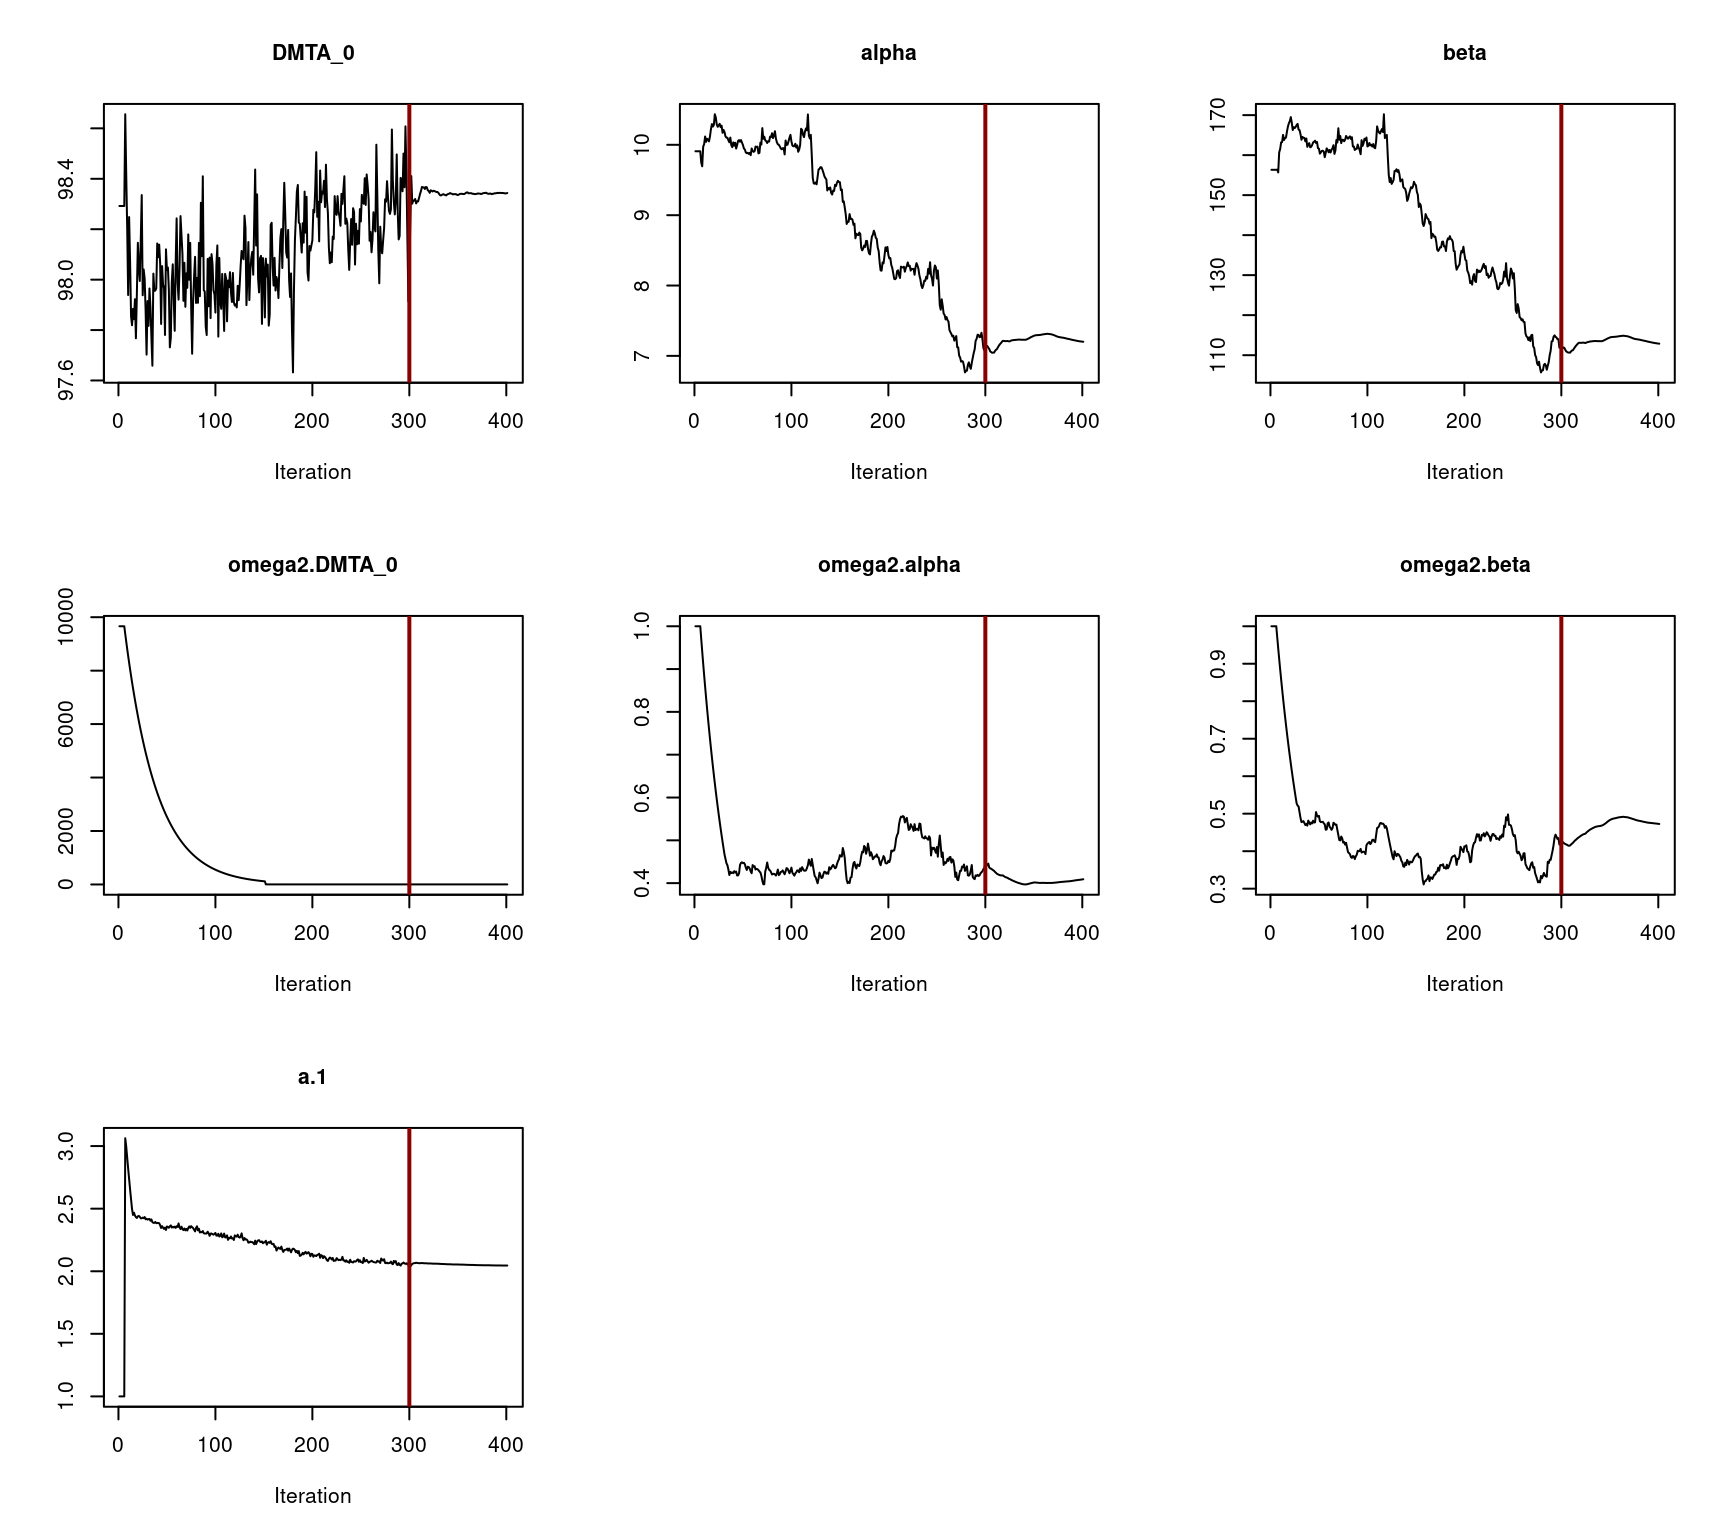 DMTA_0 alpha beta
98.4 10 170
98.0 9 150
97.6 8 130
7 110
0 100 200 300 400 0 100 200 300 400 0 100 200 300 400
Iteration Iteration Iteration
omega2.DMTA_0 omega2.alpha omega2.beta
10000 1.0 0.9
6000 0.8 0.7
2000 0.6 0.5
0 0.4 0.3
0 100 200 300 400 0 100 200 300 400 0 100 200 300 400
Iteration Iteration Iteration
a.1
3.0
2.5
2.0
1.5
1.0
0 100 200 300 400
Iteration